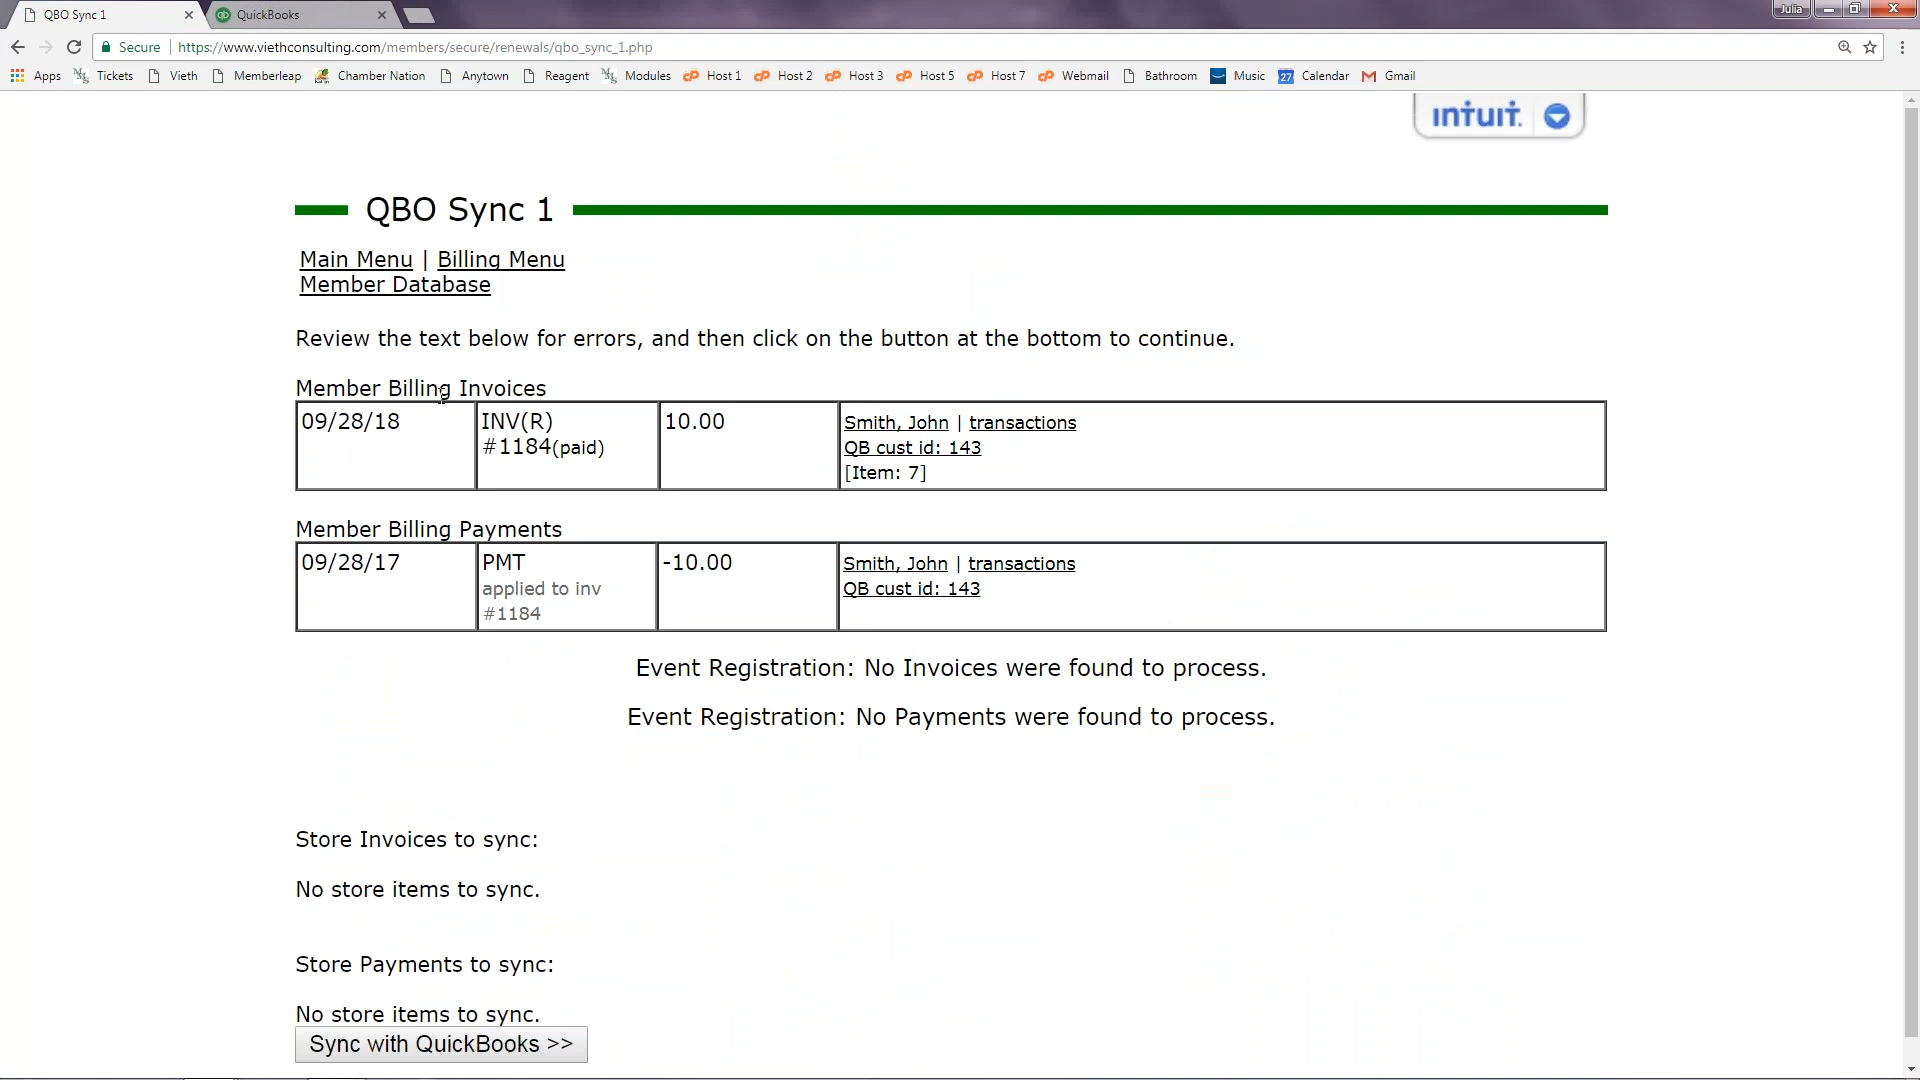 QBO Sync 1
QuickBooks
Julia
Secure
https://www.viethconsulting.com/members/secure/renewals/qbo_sync_1.php
Apps Tickets Vieth Memberleap Chamber Nation Anytown Reagent Modules Host 1 Host 2 Host 3 Host 5 Host 7 Webmail Bathroom Music 27 Calendar Gmail
intuit.
QBO Sync 1
Main Menu | Billing Menu
Member Database
Review the text below for errors, and then click on the button at the bottom to continue.
Member Billing Invoices
09/28/18 INV(R) 10.00 Smith, John | transactions
#1184(paid) QB cust id: 143
[Item: 7]
Member Billing Payments
09/28/17 PMT -10.00 Smith, John | transactions
applied to inv QB cust id: 143
#1184
Event Registration: No Invoices were found to process.
Event Registration: No Payments were found to process.
Store Invoices to sync:
No store items to sync.
Store Payments to sync:
No store items to sync.
Sync with QuickBooks >>